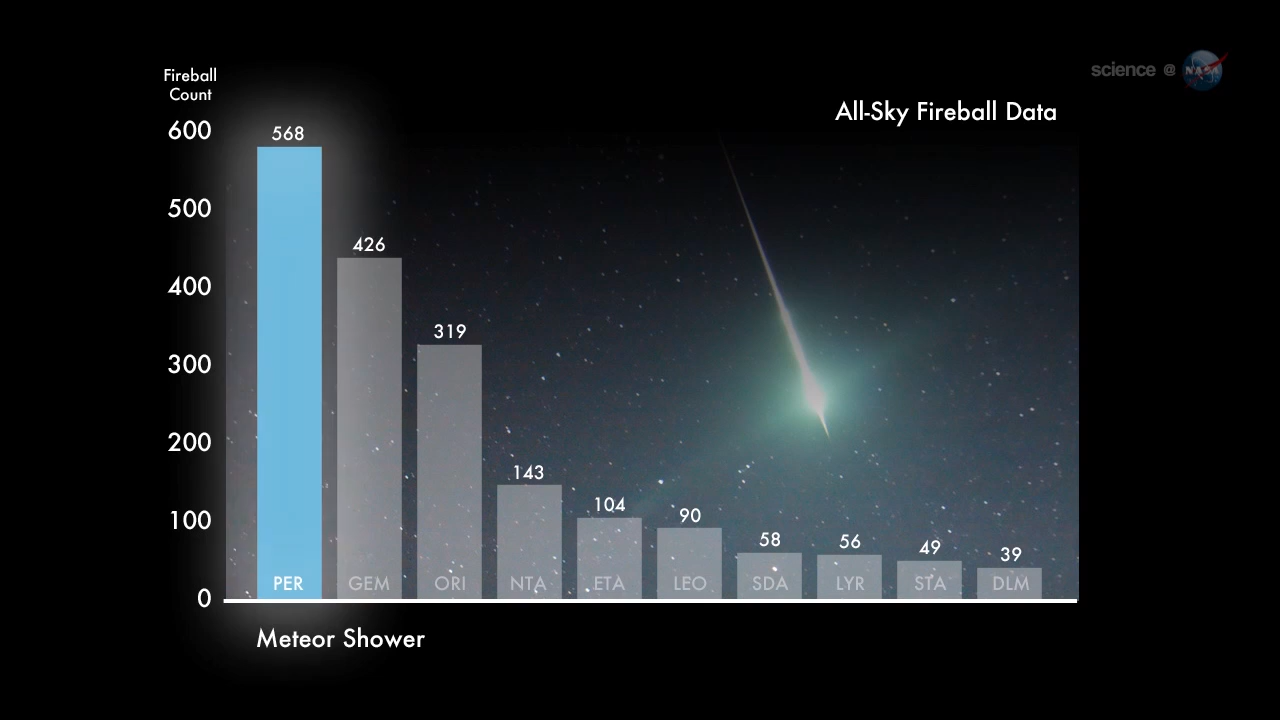 Fireball
Count
science @ NASA
All-Sky Fireball Data
600
500
400
300
200
100
0
568
426
319
143
104
90
58
56
49
39
PER
GEM
ORI
NTA
ETA
LEO
SDA
LYR
STA
DLM
Meteor Shower